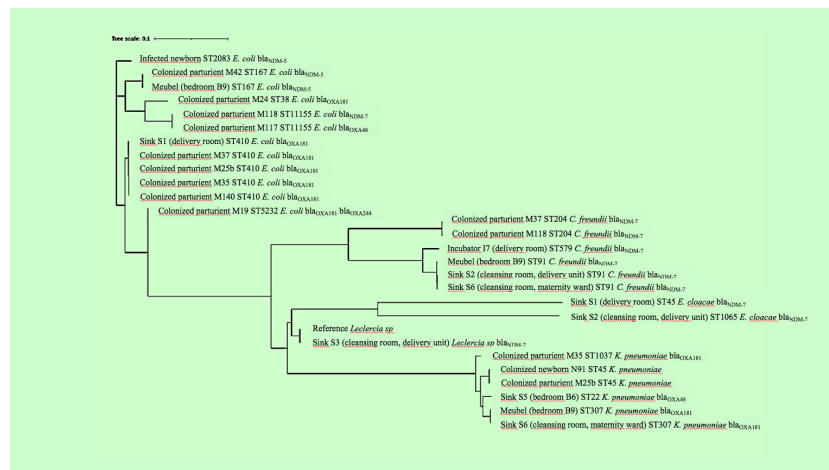 Tree scale: 0.1
Infected newborn ST2083 E. coli blaNDM-5
Colonized parturient M42 ST167 E. coli blaNDM-5
Meubel (bedroom B9) ST167 E. coli blaNDM-5
Colonized parturient M24 ST38 E. coli blaOXA181
Colonized parturient M118 ST11155 E. coli blaNDM-7
Colonized parturient M117 ST11155 E. coli blaOXA48
Sink S1 (delivery room) ST410 E. coli blaOXA181
Colonized parturient M37 ST410 E. coli blaOXA181
Colonized parturient M25b ST410 E. coli blaOXA181
Colonized parturient M35 ST410 E. coli blaOXA181
Colonized parturient M140 ST410 E. coli blaOXA181
Colonized parturient M19 ST5232 E. coli blaOXA181 blaOXA244
Colonized parturient M37 ST204 C. freundii blaNDM-7
Colonized parturient M118 ST204 C. freundii blaNDM-7
Incubator I7 (delivery room) ST579 C. freundii blaNDM-7
Meubel (bedroom B9) ST91 C. freundii blaNDM-7
Sink S2 (cleansing room, delivery unit) ST91 C. freundii blaNDM-7
Sink S6 (cleansing room, maternity ward) ST91 C. freundii blaNDM-7
Sink S1 (delivery room) ST45 E. cloacae blaNDM-7
Sink S2 (cleansing room, delivery unit) ST1065 E. cloacae blaNDM-7
Reference Leclercia sp
Sink S3 (cleansing room, delivery unit) Leclercia sp blaNDM-7
Colonized parturient M35 ST1037 K. pneumoniae blaOXA181
Colonized newborn N91 ST45 K. pneumoniae
Colonized parturient M25b ST45 K. pneumoniae
Sink S5 (bedroom B6) ST22 K. pneumoniae blaOXA48
Meubel (bedroom B9) ST307 K. pneumoniae blaOXA181
Sink S6 (cleansing room, maternity ward) ST307 K. pneumoniae blaOXA181